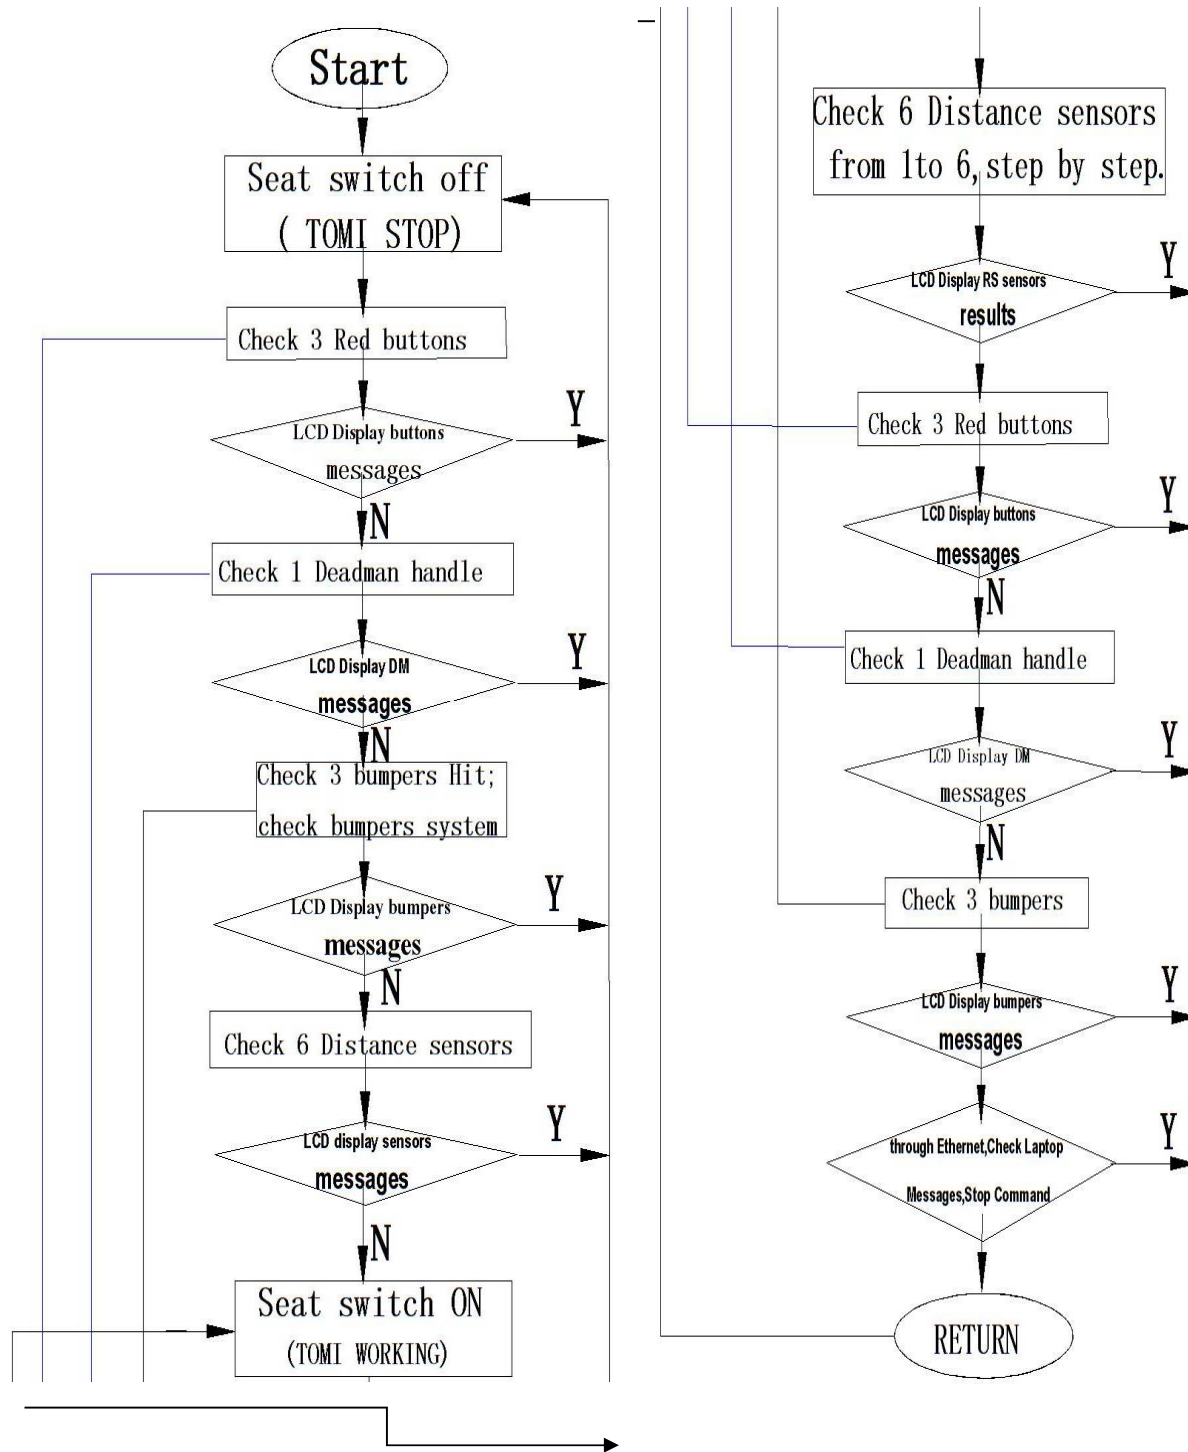 Start
Seat switch off
( TOMI STOP)
Check 3 Red buttons
LCD Display buttons
messages
Y
N
Check 1 Deadman handle
LCD Display DM
messages
Y
N
Check 3 bumpers Hit;
check bumpers system
LCD Display bumpers
messages
Y
N
Check 6 Distance sensors
LCD display sensors
messages
Y
N
Seat switch ON
(TOMI WORKING)
Check 6 Distance sensors
from 1to 6,step by step.
LCD Display RS sensors
results
Y
Check 3 Red buttons
LCD Display buttons
messages
Y
N
Check 1 Deadman handle
LCD Display DM
messages
Y
N
Check 3 bumpers
LCD Display bumpers
messages
Y
through Ethernet,Check Laptop
Messages,Stop Command
Y
RETURN